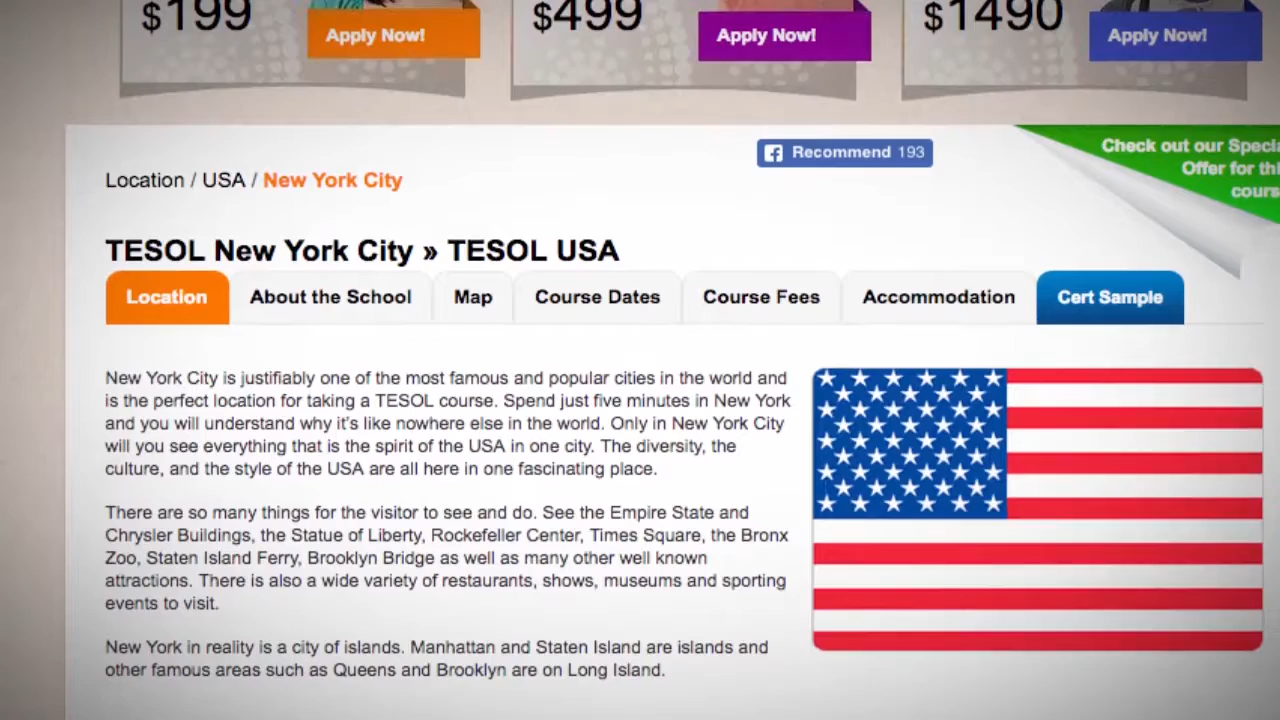 $199
Apply Now!
$499
Apply Now!
$1490
Apply Now!
Recommend 193
Check out our
Offer for
Location / USA / New York City
TESOL New York City » TESOL USA
Location
About the School
Map
Course Dates
Course Fees
Accommodation
Cert Sample
New York City is justifiably one of the most famous and popular cities in the world and
is the perfect location for taking a TESOL course. Spend just five minutes in New York
and you will understand why it's like nowhere else in the world. Only in New York City
will you see everything that is the spirit of the USA in one city. The diversity, the
culture, and the style of the USA are all here in one fascinating place.
There are so many things for the visitor to see and do. See the Empire State and
Chrysler Buildings, the Statue of Liberty, Rockefeller Center, Times Square, the Bronx
Zoo, Staten Island Ferry, Brooklyn Bridge as well as many other well known
attractions. There is also a wide variety of restaurants, shows, museums and sporting
events to visit.
New York in reality is a city of islands. Manhattan and Staten Island are islands and
other famous areas such as Queens and Brooklyn are on Long Island.